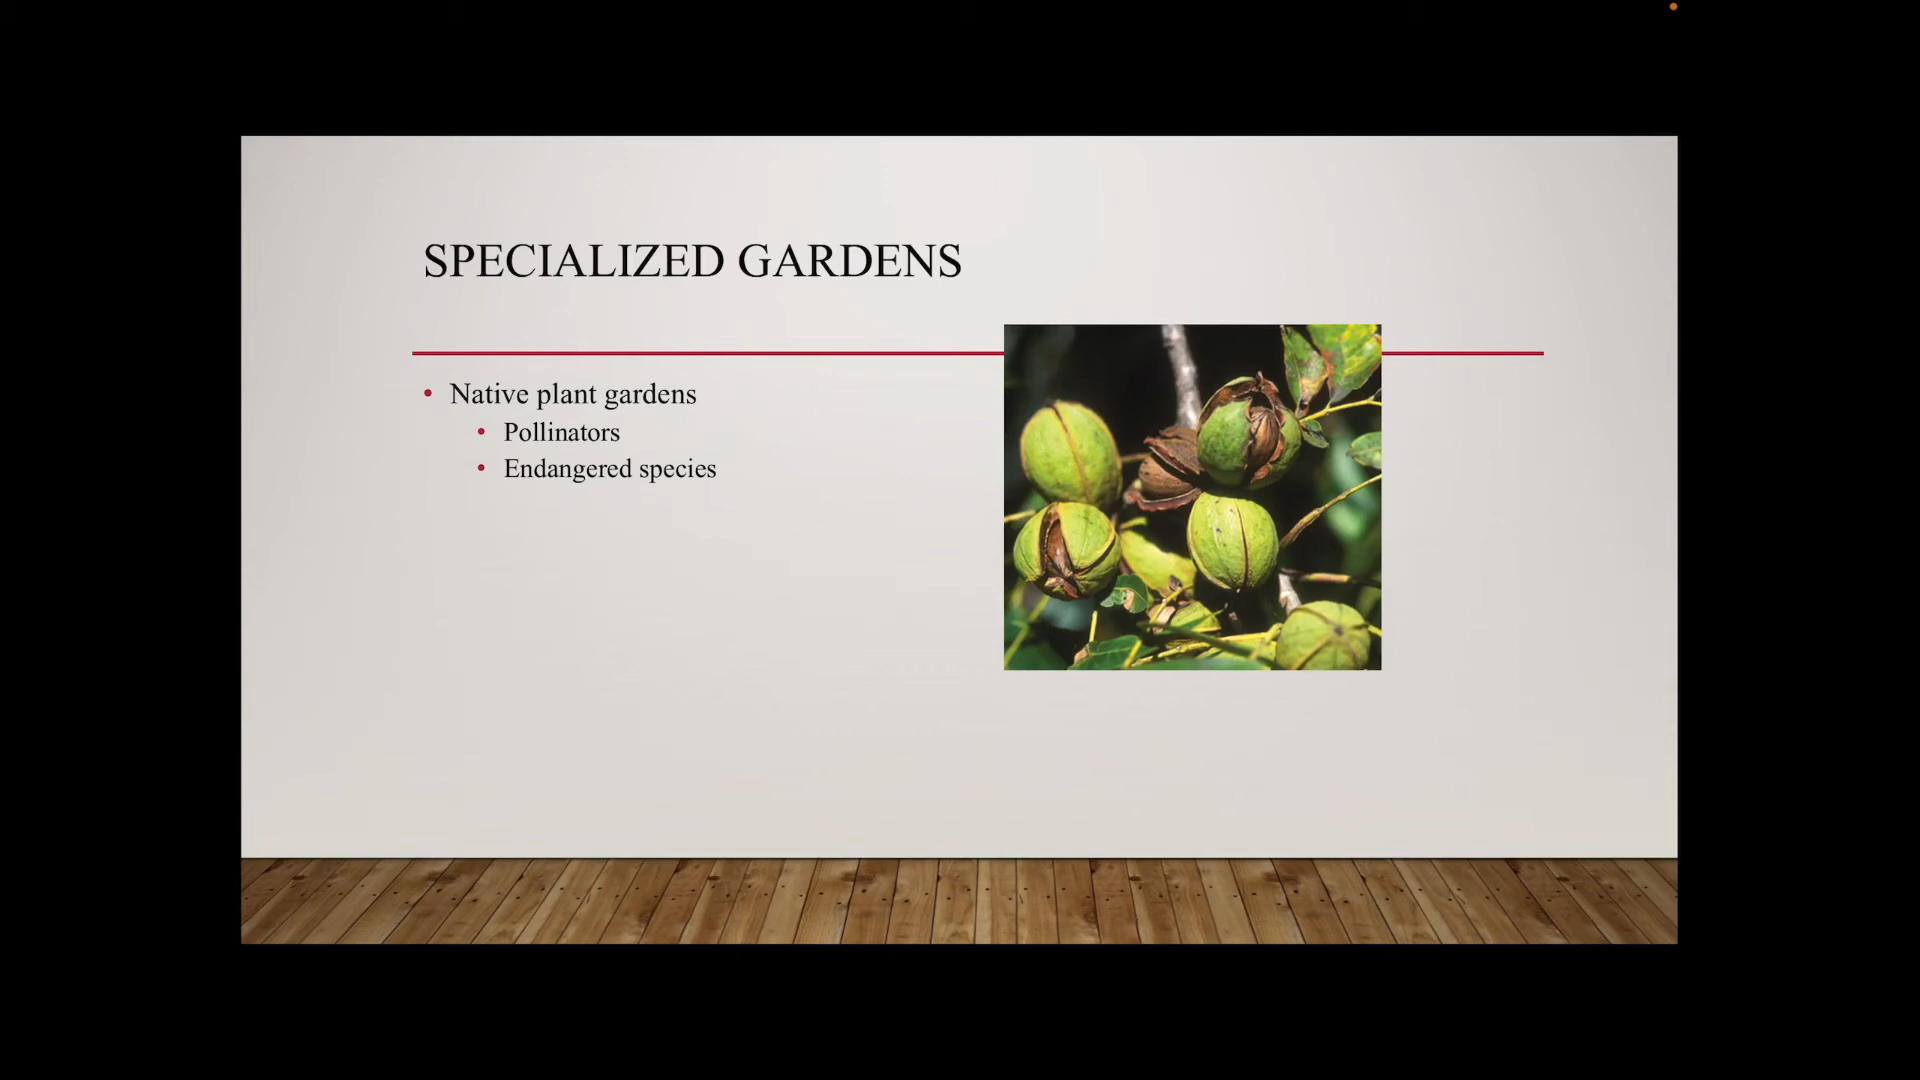 SPECIALIZED GARDENS
Native plant gardens
Pollinators
Endangered species